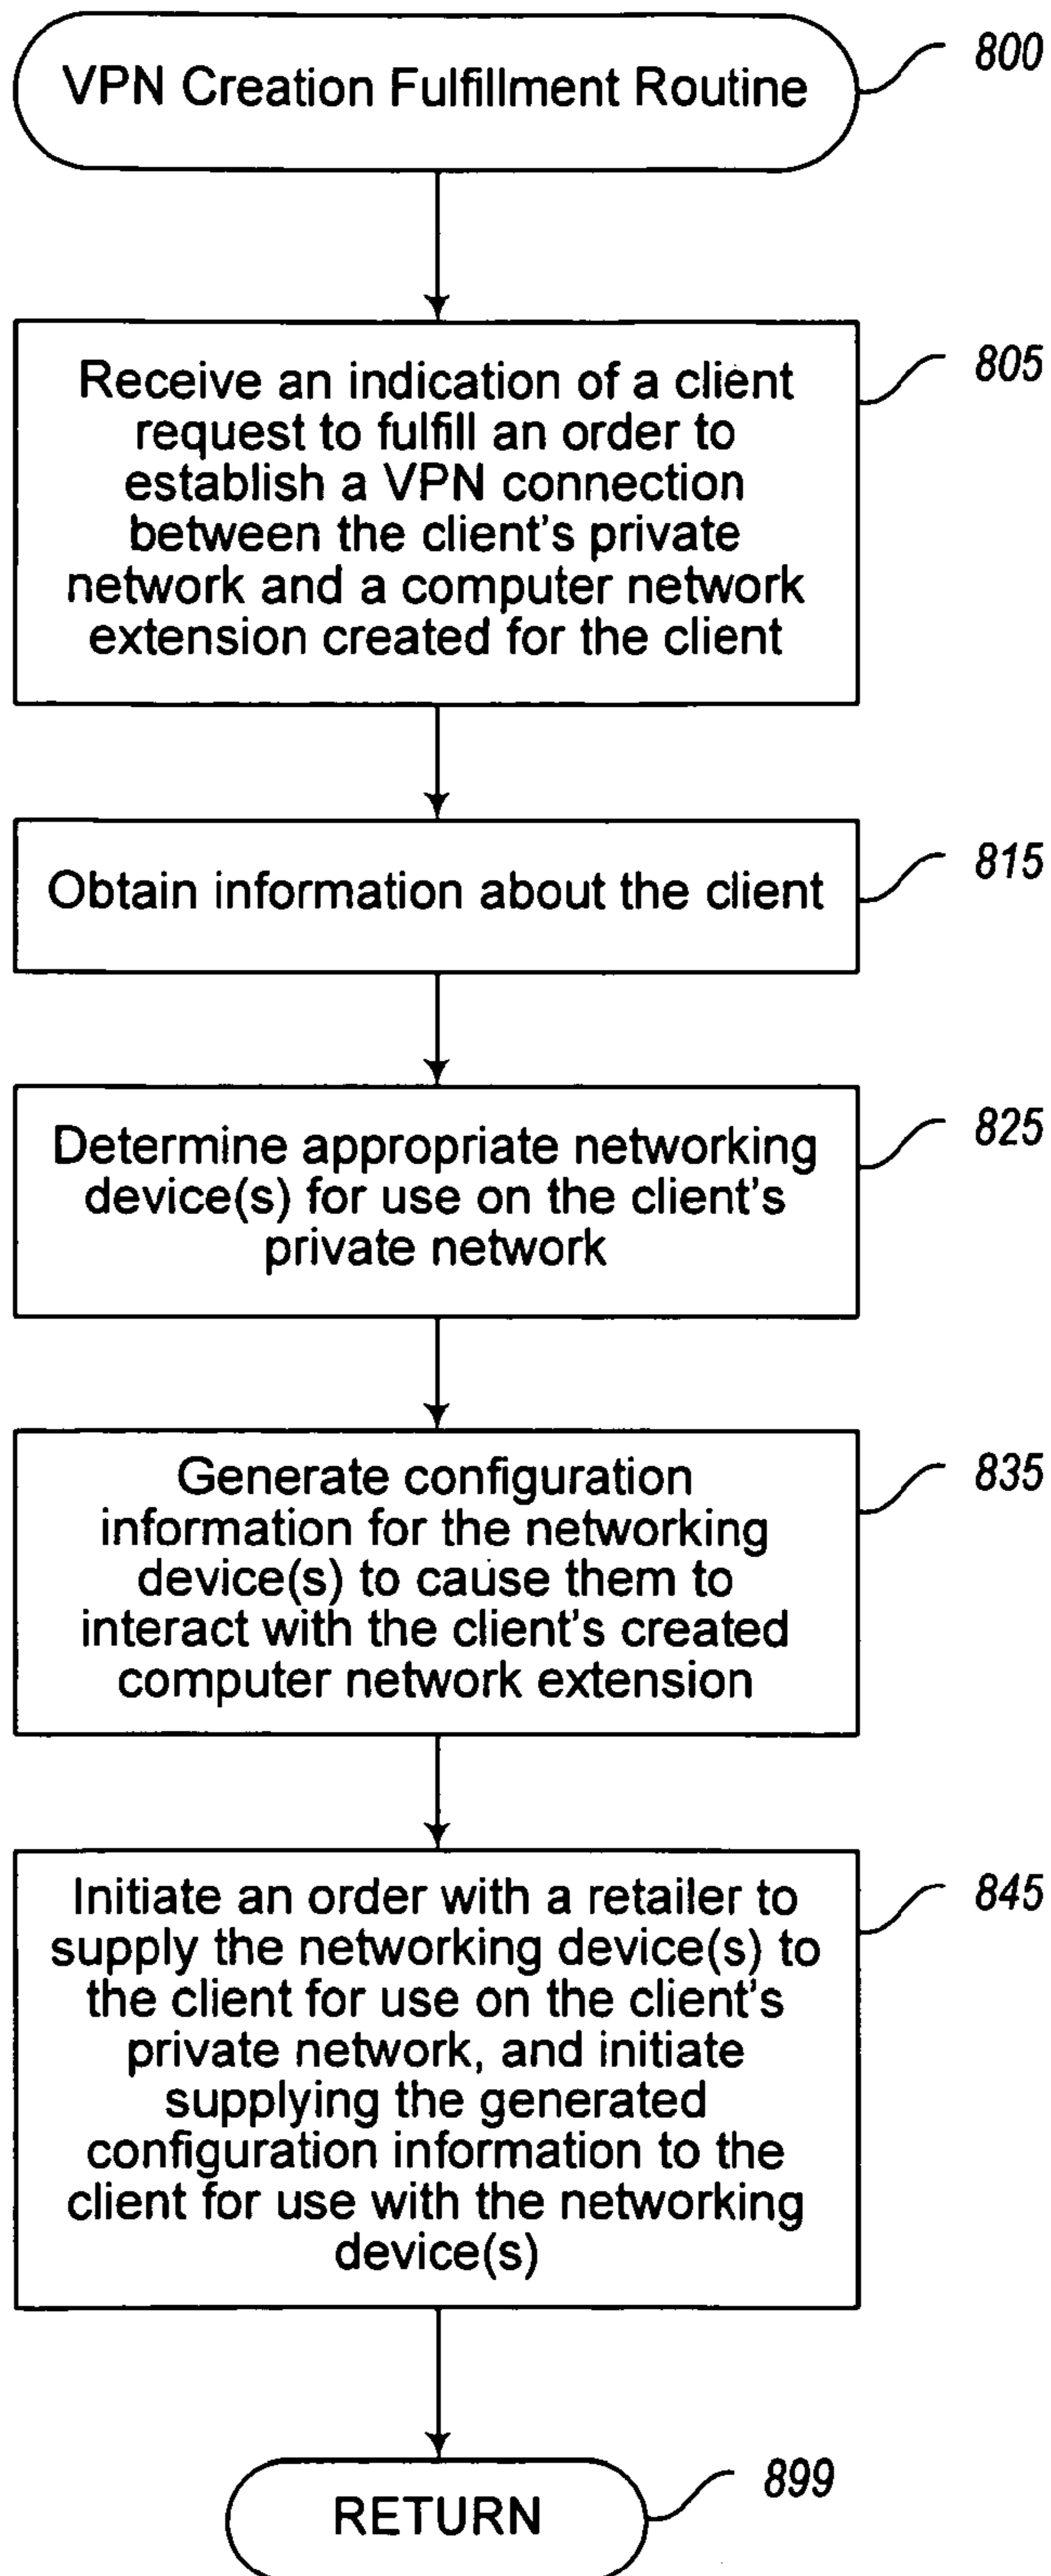 VPN Creation Fulfillment Routine
800
Receive an indication of a client
request to fulfill an order to
establish a VPN connection
between the client's private
network and a computer network
extension created for the client
805
Obtain information about the client
815
Determine appropriate networking
device(s) for use on the client's
private network
825
Generate configuration
information for the networking
device(s) to cause them to
interact with the client's created
computer network extension
835
Initiate an order with a retailer to
supply the networking device(s) to
the client for use on the client's
private network, and initiate
supplying the generated
configuration information to the
client for use with the networking
device(s)
845
RETURN
899